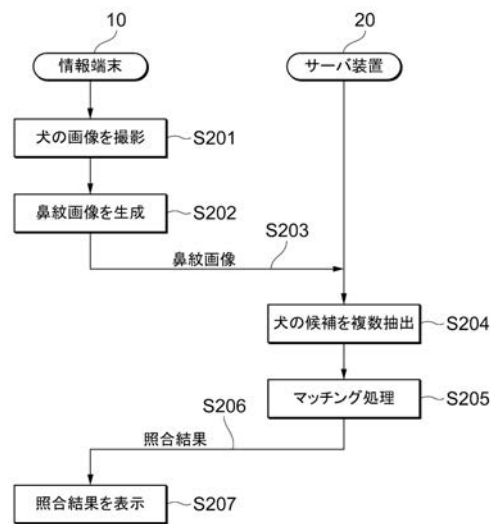 10
20
情報端末
サーバ装置
犬の画像を撮影
S201
鼻紋画像を生成
S202
S203
鼻紋画像
犬の候補を複数抽出
S204
マッチング処理
S205
S206
照合結果
照合結果を表示
S207